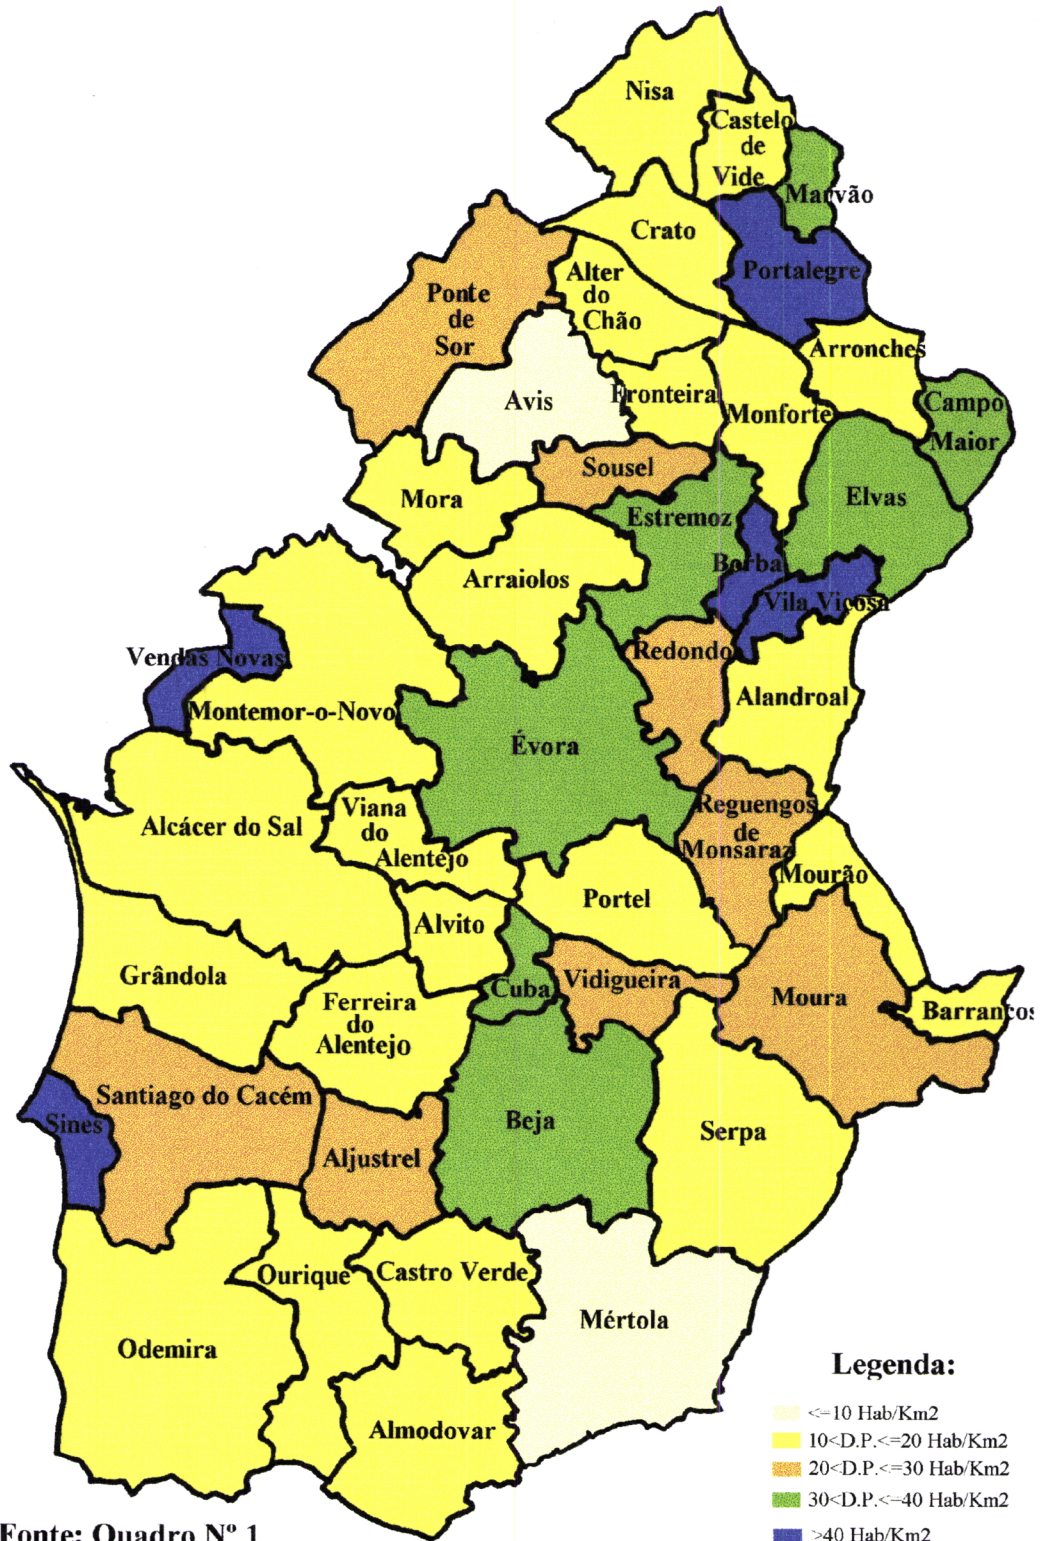 Nisa
Castelo
de
Vide
Marvão
Crato
Portalegre
Alter
do
Chão
Ponte
de
Sor
Arronches
Avis
Fronteira
Monforte
Campo
Maior
Sousel
Mora
Elvas
Estremoz
Borba
Arraiolos
Vila Viçosa
Vendas Novas
Redondo
Alandroal
Montemor-o-Novo
Évora
Viana
do
Alentejo
Reguengos
de
Monsaraz
Alcácer do Sal
Mourão
Portel
Alvito
Grândola
Vidigueira
Cuba
Moura
Ferreira
do
Alentejo
Barrancos
Santiago do Cacém
Sines
Beja
Serpa
Aljustrel
Ourique
Castro Verde
Mértola
Odemira
Almodovar
Legenda:
<=10 Hab/Km2
10<D.P.<=20 Hab/Km2
20<D.P.<=30 Hab/Km2
30<D.P.<=40 Hab/Km2
>40 Hab/Km2
Fonte: Quadro Nº 1